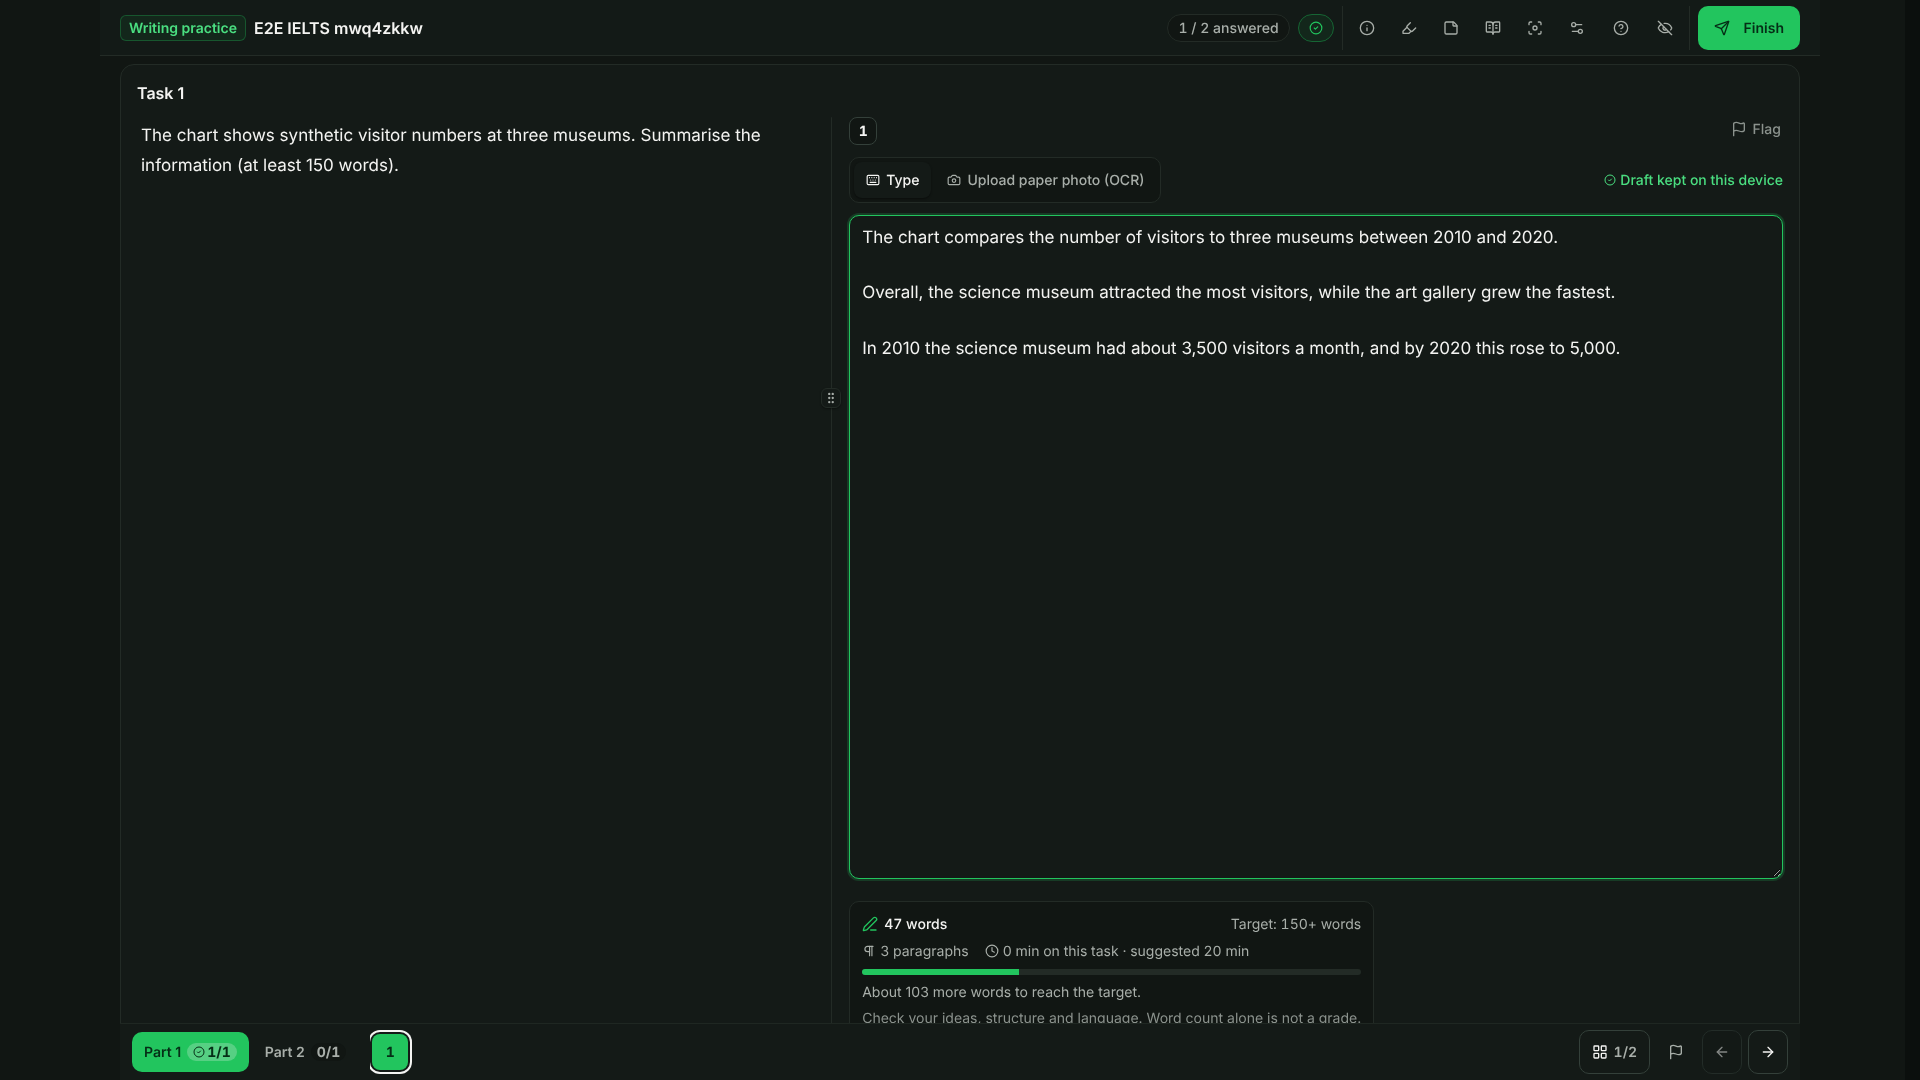 Writing practice E2E IELTS mwq4zkkw 1 / 2 answered Finish
Task 1
The chart shows synthetic visitor numbers at three museums. Summarise the
information (at least 150 words).
1 Flag
Type Upload paper photo (OCR) Draft kept on this device
The chart compares the number of visitors to three museums between 2010 and 2020.
Overall, the science museum attracted the most visitors, while the art gallery grew the fastest.
In 2010 the science museum had about 3,500 visitors a month, and by 2020 this rose to 5,000.
47 words Target: 150+ words
¶ 3 paragraphs 0 min on this task · suggested 20 min
About 103 more words to reach the target.
Check your ideas, structure and language. Word count alone is not a grade.
Part 1 1/1 Part 2 0/1 1 1/2